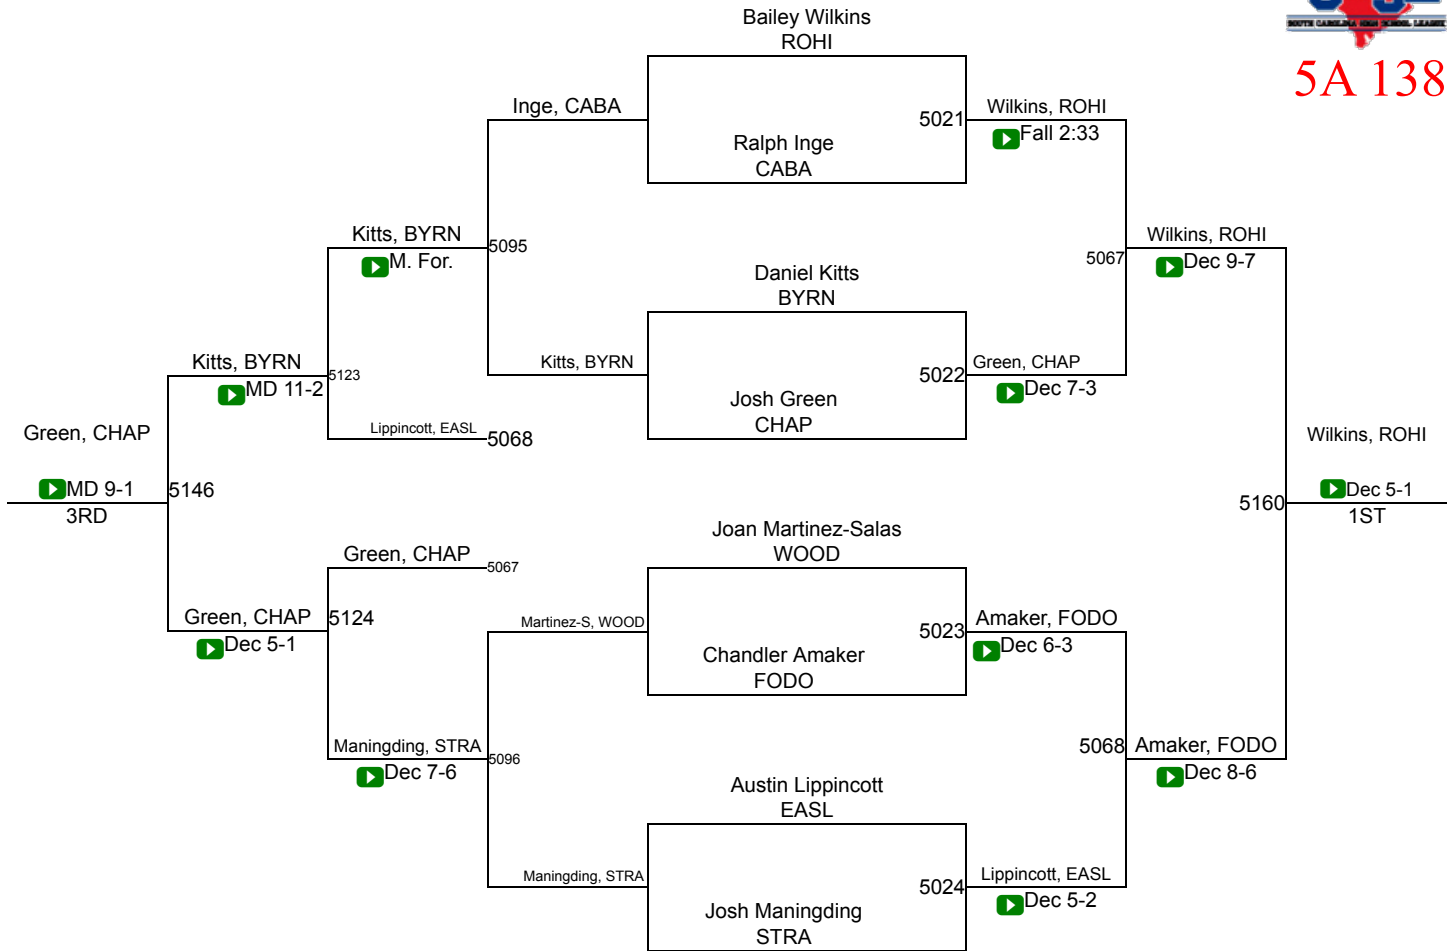 SOUTH CAROLINA HIGH SCHOOL LEAGUE
5A 138
Bailey Wilkins
ROHI
Inge, CABA
5021
Wilkins, ROHI
Fall 2:33
Ralph Inge
CABA
Kitts, BYRN
5095
M. For.
Wilkins, ROHI
5067
Dec 9-7
Daniel Kitts
BYRN
Kitts, BYRN
5123
MD 11-2
Kitts, BYRN
5022
Green, CHAP
Dec 7-3
Josh Green
CHAP
Lippincott, EASL
5068
Green, CHAP
MD 9-1
5146
3RD
Wilkins, ROHI
5160
Dec 5-1
1ST
Joan Martinez-Salas
WOOD
Green, CHAP
5067
Green, CHAP
5124
Dec 5-1
Martinez-S, WOOD
5023
Amaker, FODO
Dec 6-3
Chandler Amaker
FODO
Maningding, STRA
5096
Dec 7-6
5068
Amaker, FODO
Dec 8-6
Austin Lippincott
EASL
Maningding, STRA
5024
Lippincott, EASL
Dec 5-2
Josh Maningding
STRA